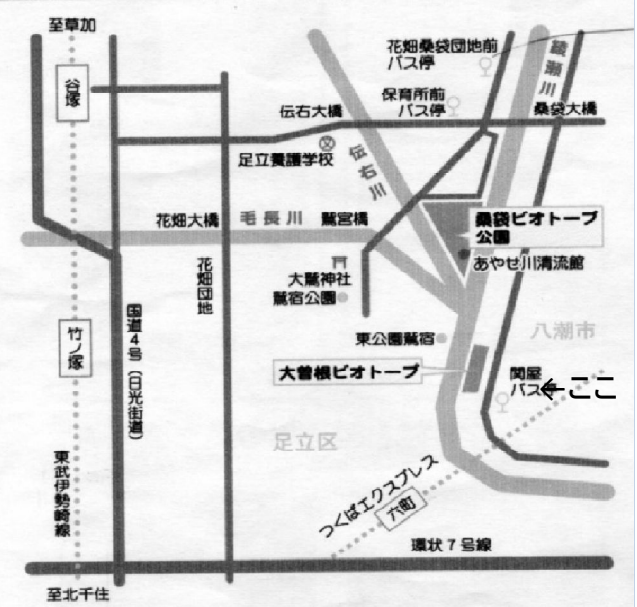 至草加
谷塚
花畑桑袋団地前
バス停
綾瀬川
保育所前
バス停
伝右大橋
桑袋大橋
足立養護学校
伝右川
花畑大橋
毛長川
鷲宮橋
桑袋ビオトープ
公園
あやせ川清流館
花畑団地
大鷲神社
鷲宿公園
国道4号(日光街道)
竹ノ塚
東公園鷲宿
八潮市
大曽根ビオトープ
関屋
バス停
←ここ
足立区
東武伊勢崎線
つくばエクスプレス
六町
環状7号線
至北千住